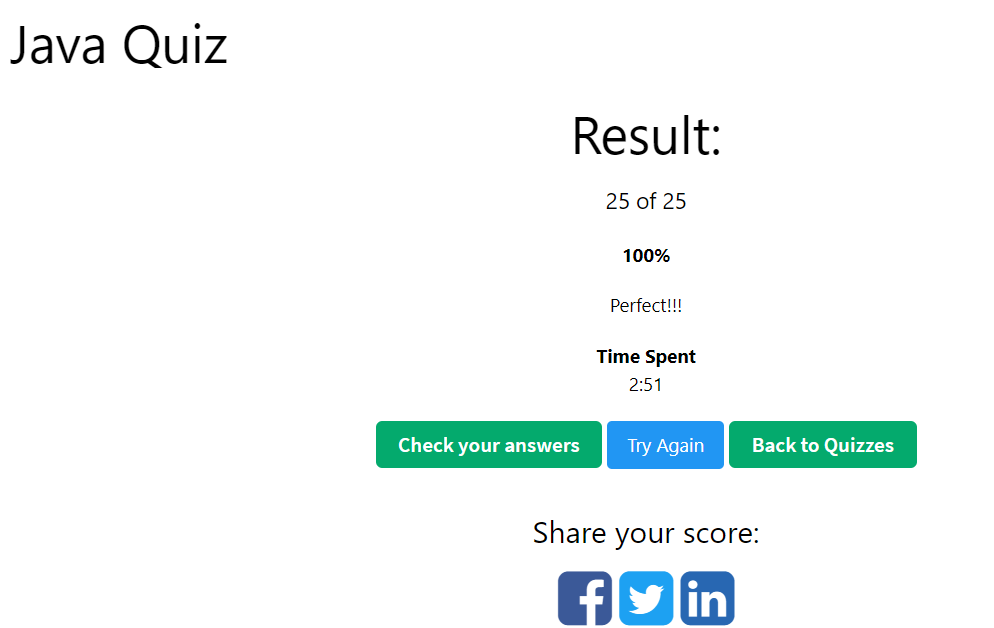 Java Quiz
Result:
25 of 25
100%
Perfect!!!
Time Spent
2:51
Check your answers Try Again Back to Quizzes
Share your score:
f in